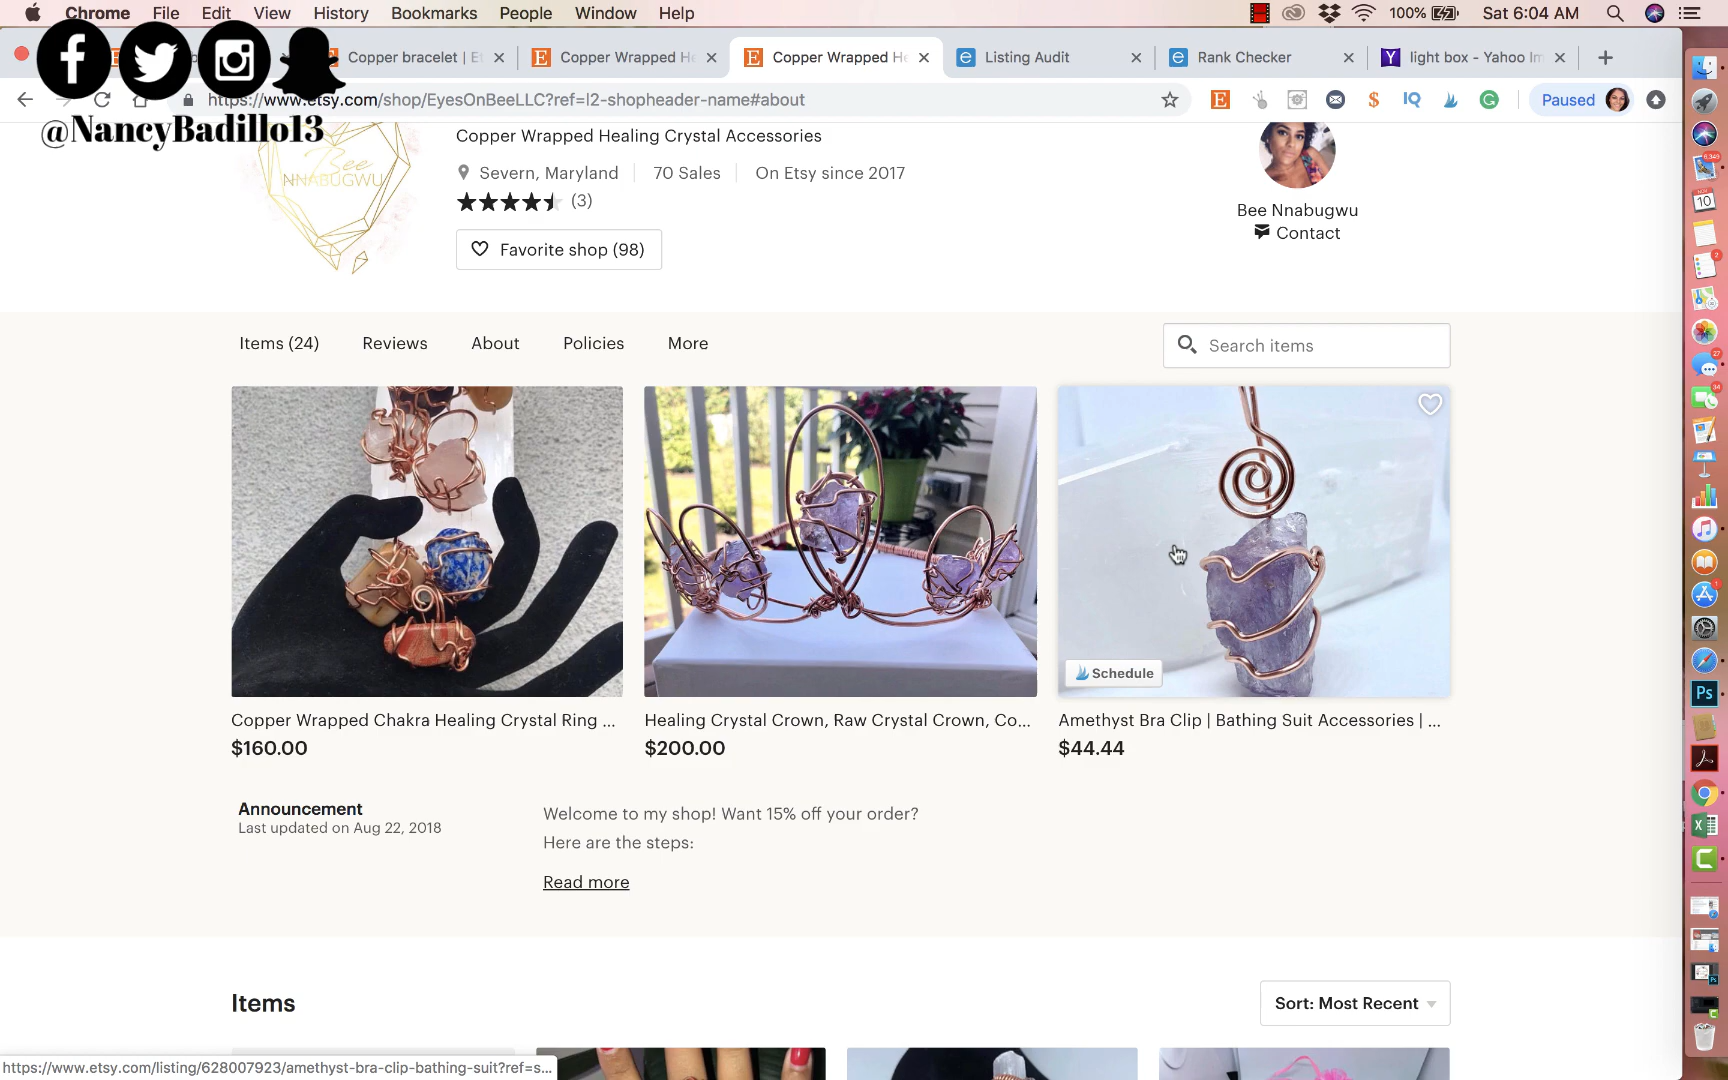 Chrome File Edit View History Bookmarks People Window Help
100% Sat 6:04 AM
Copper bracelet | Et
Copper Wrapped He
Copper Wrapped He
Listing Audit
Rank Checker
light box - Yahoo Im
https://www.etsy.com/shop/EyesOnBeeLLC?ref=l2-shopheader-name#about
Paused
@NancyBadillo13
Bee
NNABUGWU
Copper Wrapped Healing Crystal Accessories
Severn, Maryland 70 Sales On Etsy since 2017
(3)
Favorite shop (98)
Bee Nnabugwu
Contact
Items (24) Reviews About Policies More
Search items
Schedule
Copper Wrapped Chakra Healing Crystal Ring ...
$160.00
Healing Crystal Crown, Raw Crystal Crown, Co...
$200.00
Amethyst Bra Clip | Bathing Suit Accessories | ...
$44.44
Announcement
Last updated on Aug 22, 2018
Welcome to my shop! Want 15% off your order?
Here are the steps:
Read more
Items
Sort: Most Recent
https://www.etsy.com/listing/628007923/amethyst-bra-clip-bathing-suit?ref=s...